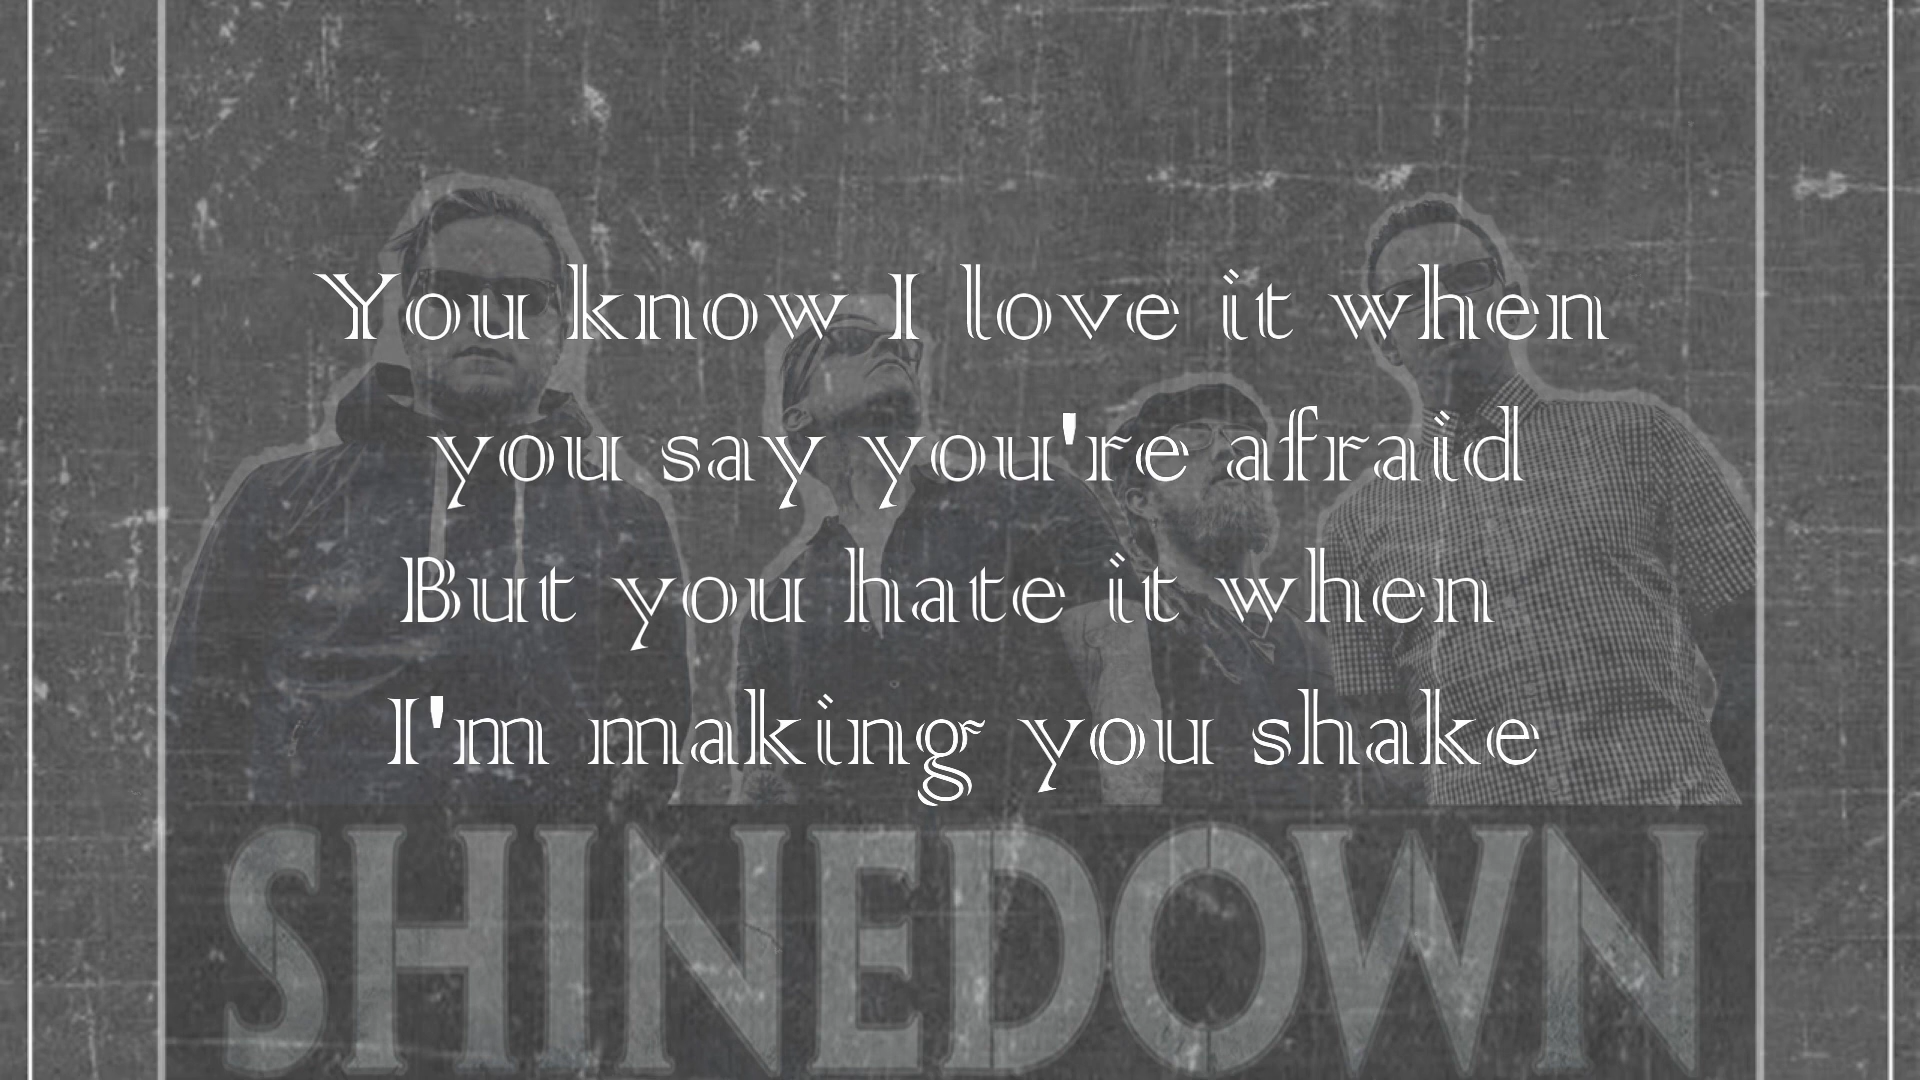 You know I love it when
you say you're afraid
But you hate it when
I'm making you shake
SHINEDOWN